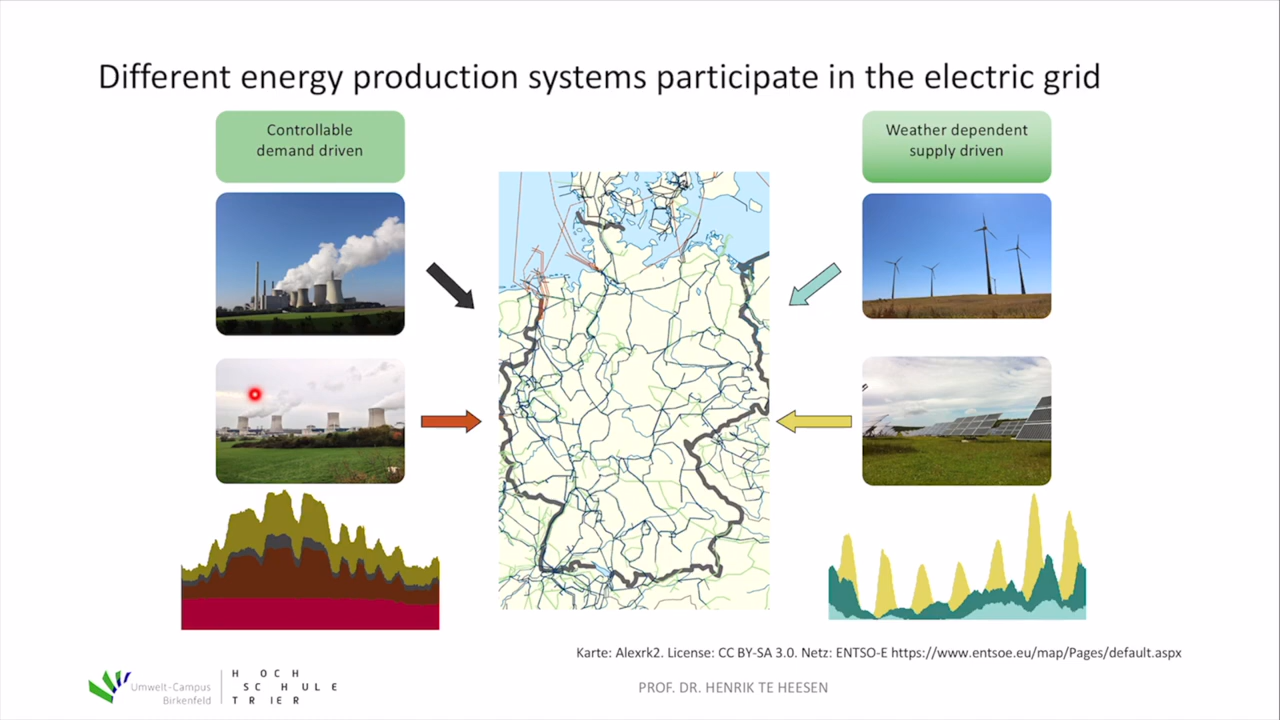 Different energy production systems participate in the electric grid
Controllable
demand driven
Weather dependent
supply driven
Karte: Alexrk2. License: CC BY-SA 3.0. Netz: ENTSO-E https://www.entsoe.eu/map/Pages/default.aspx
Umwelt-Campus
Birkenfeld
H O C H
S C H U L E
T R I E R
PROF. DR. HENRIK TE HEESEN